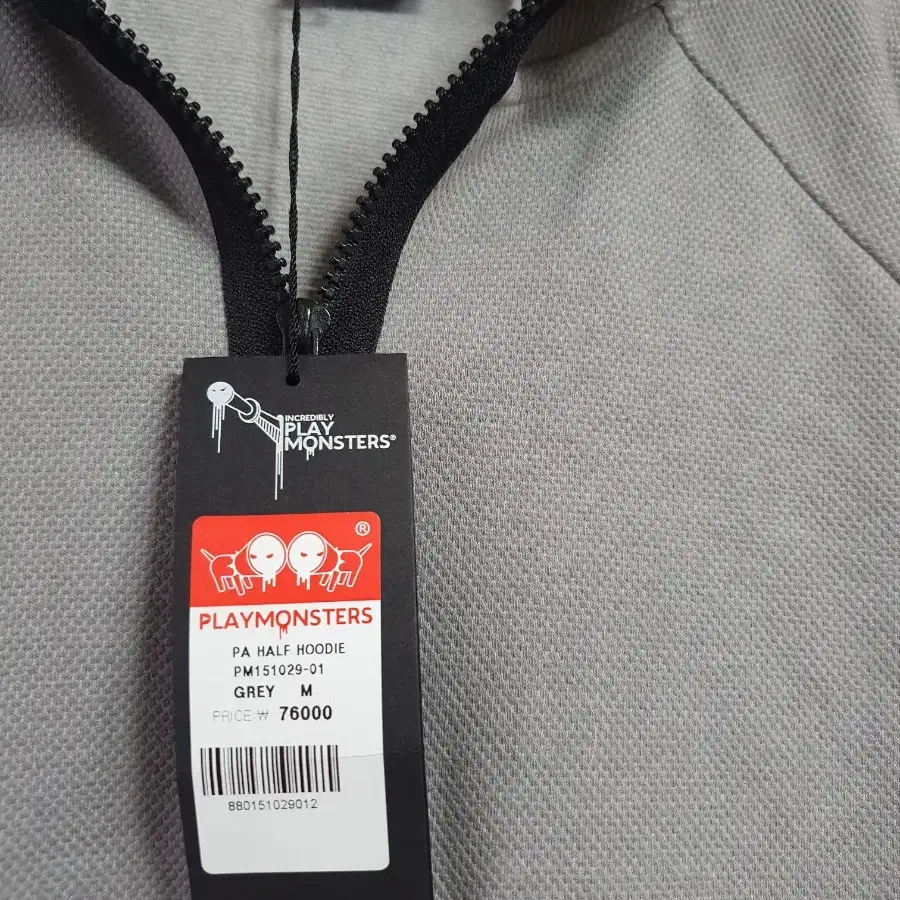 INCREDIBLY
PLAY
MONSTERS®
®
PLAYMONSTERS
PA HALF HOODIE
PM151029-01
GREY M
PRICE:₩ 76000
880151029012